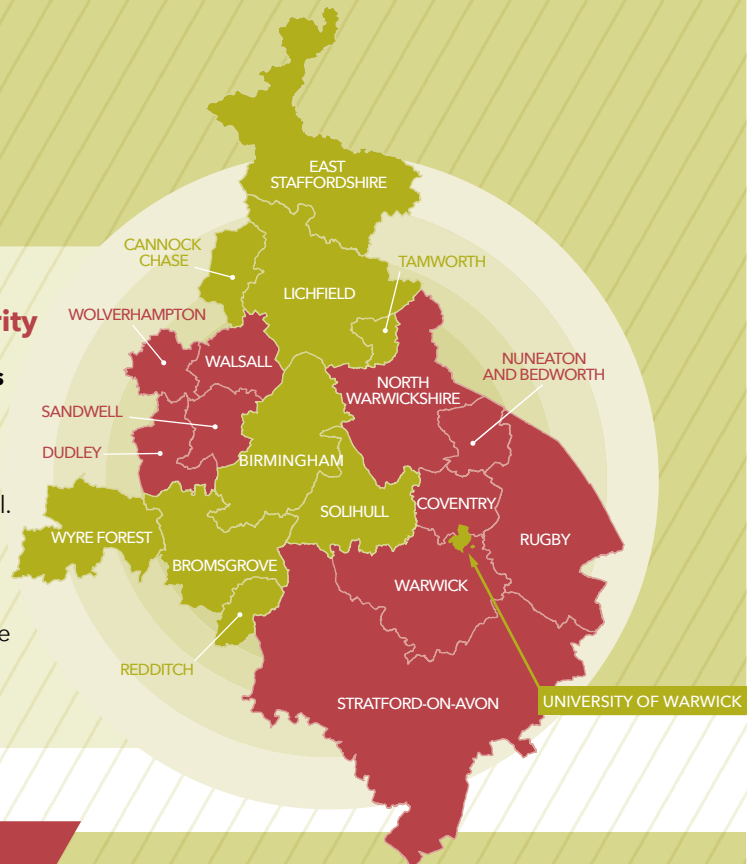 EAST
STAFFORDSHIRE
CANNOCK
CHASE
TAMWORTH
LICHFIELD
WOLVERHAMPTON
WALSALL
NUNEATON
AND BEDWORTH
NORTH
WARWICKSHIRE
SANDWELL
DUDLEY
BIRMINGHAM
COVENTRY
SOLIHULL
WYRE FOREST
RUGBY
BROMSGROVE
WARWICK
REDDITCH
STRATFORD-ON-AVON
UNIVERSITY OF WARWICK